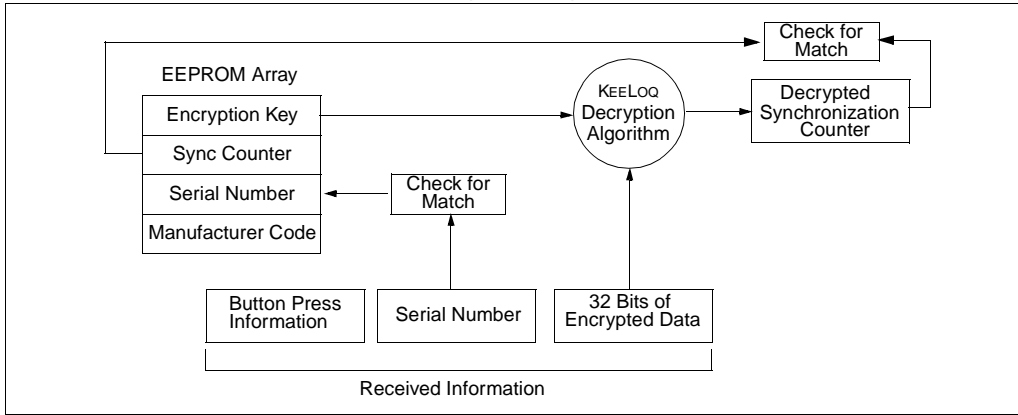 Check for
Match
EEPROM Array
KEELOQ
Decryption
Algorithm
Encryption Key
Decrypted
Synchronization
Counter
Sync Counter
Serial Number
Check for
Match
Manufacturer Code
Button Press
Information
Serial Number
32 Bits of
Encrypted Data
Received Information